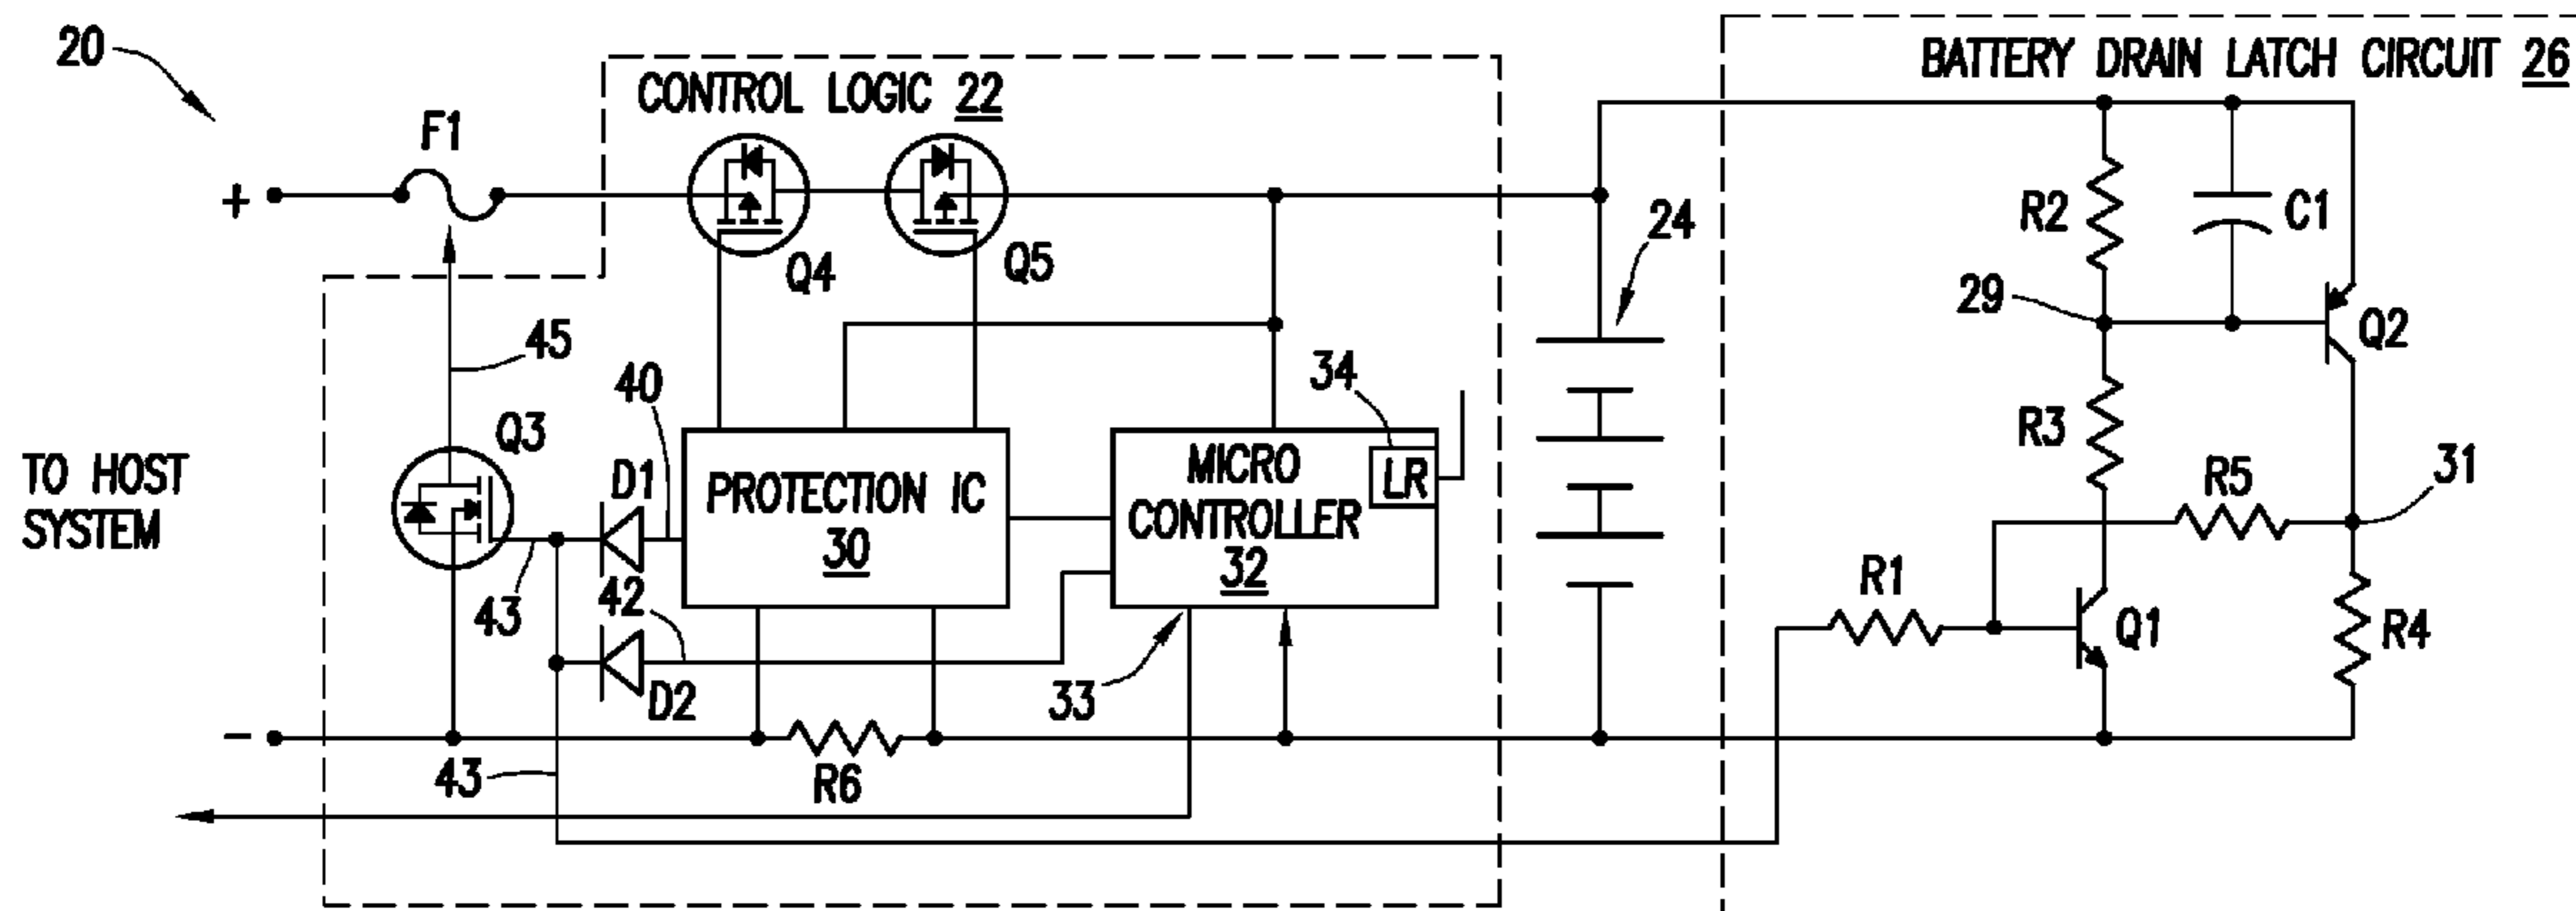 20
BATTERY DRAIN LATCH CIRCUIT 26
CONTROL LOGIC 22
F1
+
Q4
Q5
24
R2
C1
29
Q2
45
40
34
Q3
R3
TO HOST
SYSTEM
D1
PROTECTION IC
30
MICRO
CONTROLLER
32
LR
R5
31
43
42
R1
Q1
R4
D2
33
-
43
R6